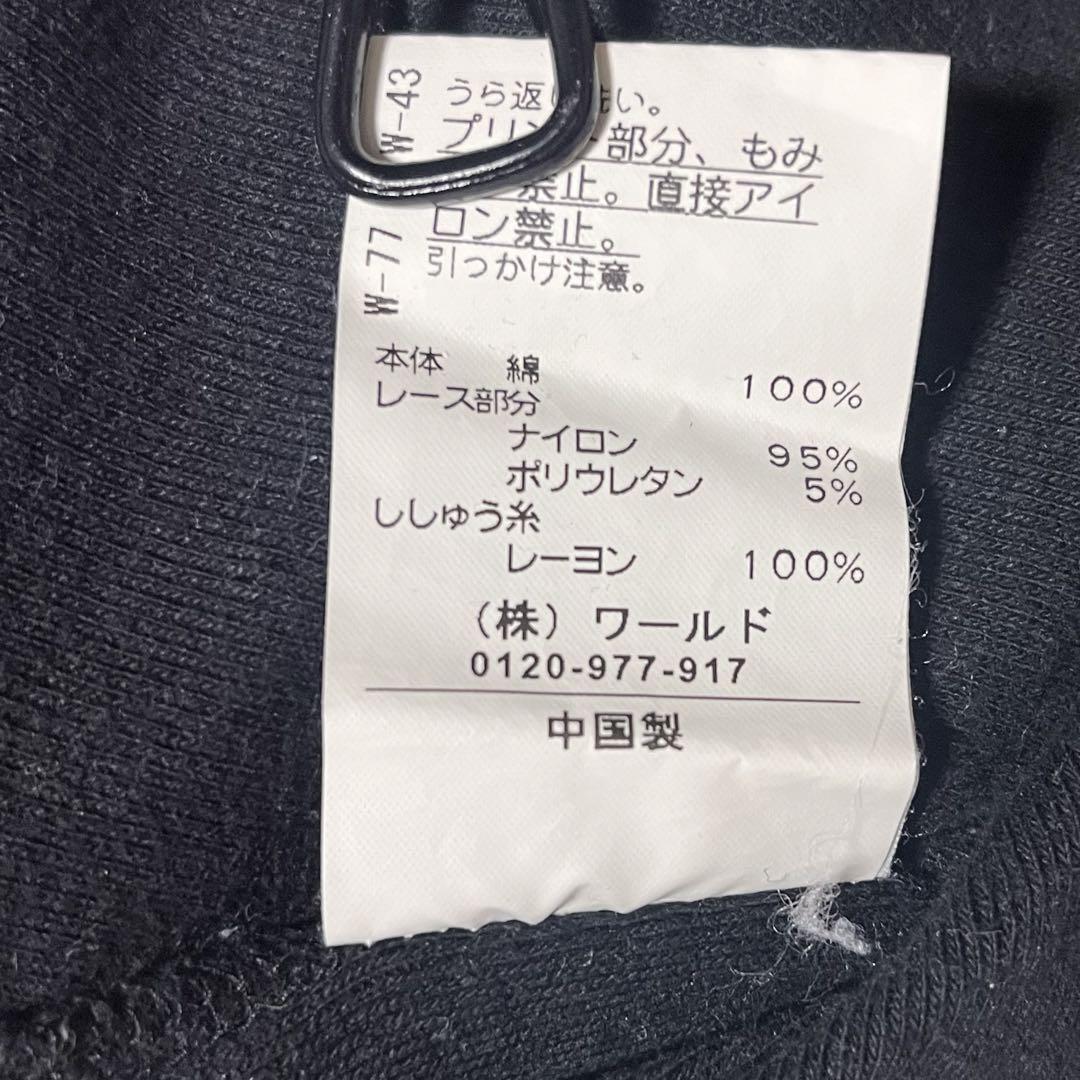 W-43
うら返 い。
プリ 部分、もみ
禁止。直接アイ
ロン禁止。
W-77
引っかけ注意。
本体 綿 100%
レース部分
ナイロン 95%
ポリウレタン 5%
ししゅう糸
レーヨン 100%
(株)ワールド
0120-977-917
中国製